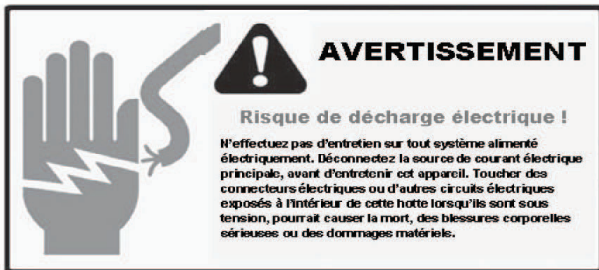 AVERTISSEMENT
Risque de décharge électrique !
N'effectuez pas d'entretien sur tout système alimenté
électriquement. Déconnectez la source de courant électrique
principale, avant d'entretenir cet appareil. Toucher des
connecteurs électriques ou d'autres circuits électriques
exposés à l'intérieur de cette hotte lorsqu'ils sont sous
tension, pourrait causer la mort, des blessures corporelles
sérieuses ou des dommages matériels.